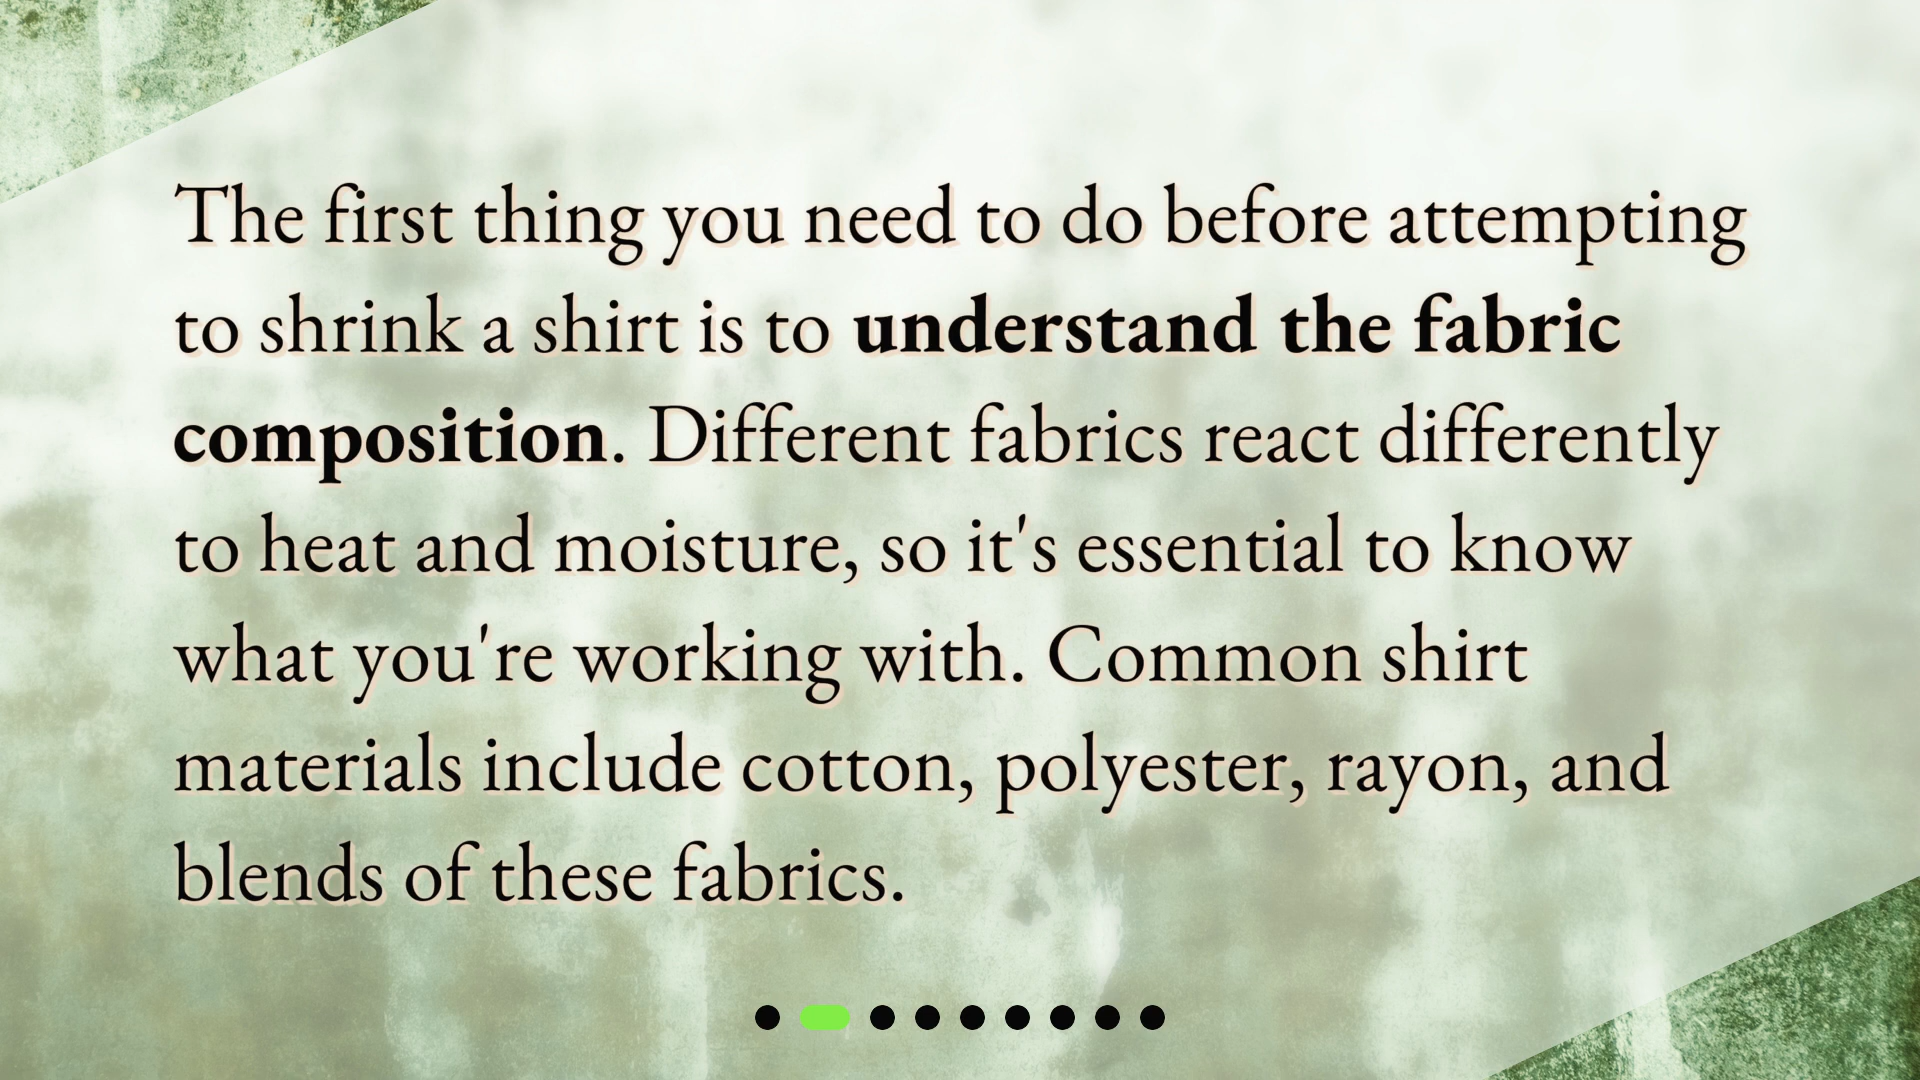 The first thing you need to do before attempting
to shrink a shirt is to understand the fabric
composition. Different fabrics react differently
to heat and moisture, so it's essential to know
what you're working with. Common shirt
materials include cotton, polyester, rayon, and
blends of these fabrics.